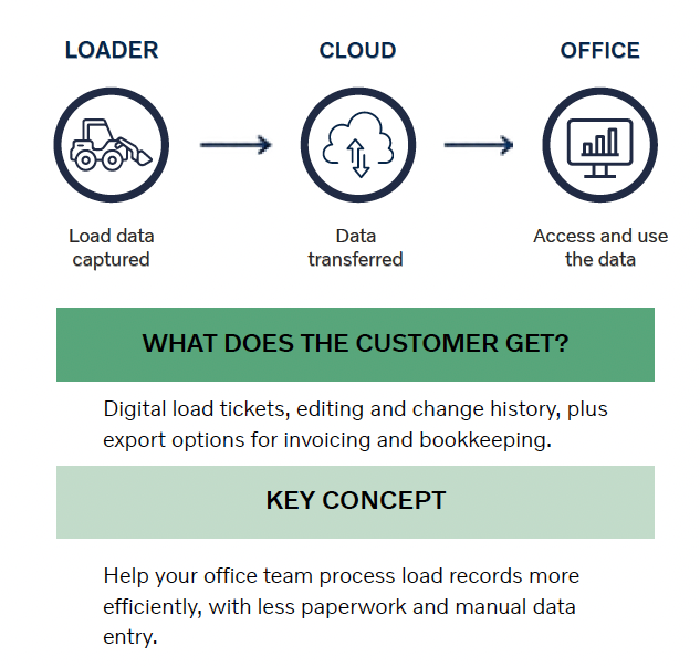 LOADER
CLOUD
OFFICE
Load data
captured
Data
transferred
Access and use
the data
WHAT DOES THE CUSTOMER GET?
Digital load tickets, editing and change history, plus
export options for invoicing and bookkeeping.
KEY CONCEPT
Help your office team process load records more
efficiently, with less paperwork and manual data
entry.